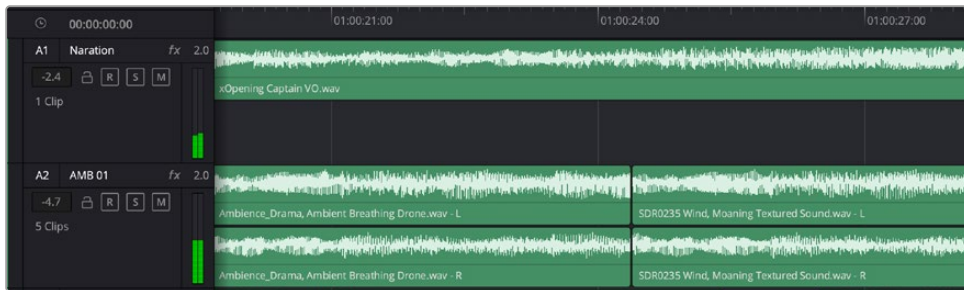 00:00:00:00
01:00:21:00
01:00:24:00
01:00:27:00
A1 Naration fx 2.0
-2.4 R S M
1 Clip
xOpening Captain VO.wav
A2 AMB 01 fx 2.0
-4.7 R S M
5 Clips
Ambience_Drama, Ambient Breathing Drone.wav - L
SDR0235 Wind, Moaning Textured Sound.wav - L
Ambience_Drama, Ambient Breathing Drone.wav - R
SDR0235 Wind, Moaning Textured Sound.wav - R